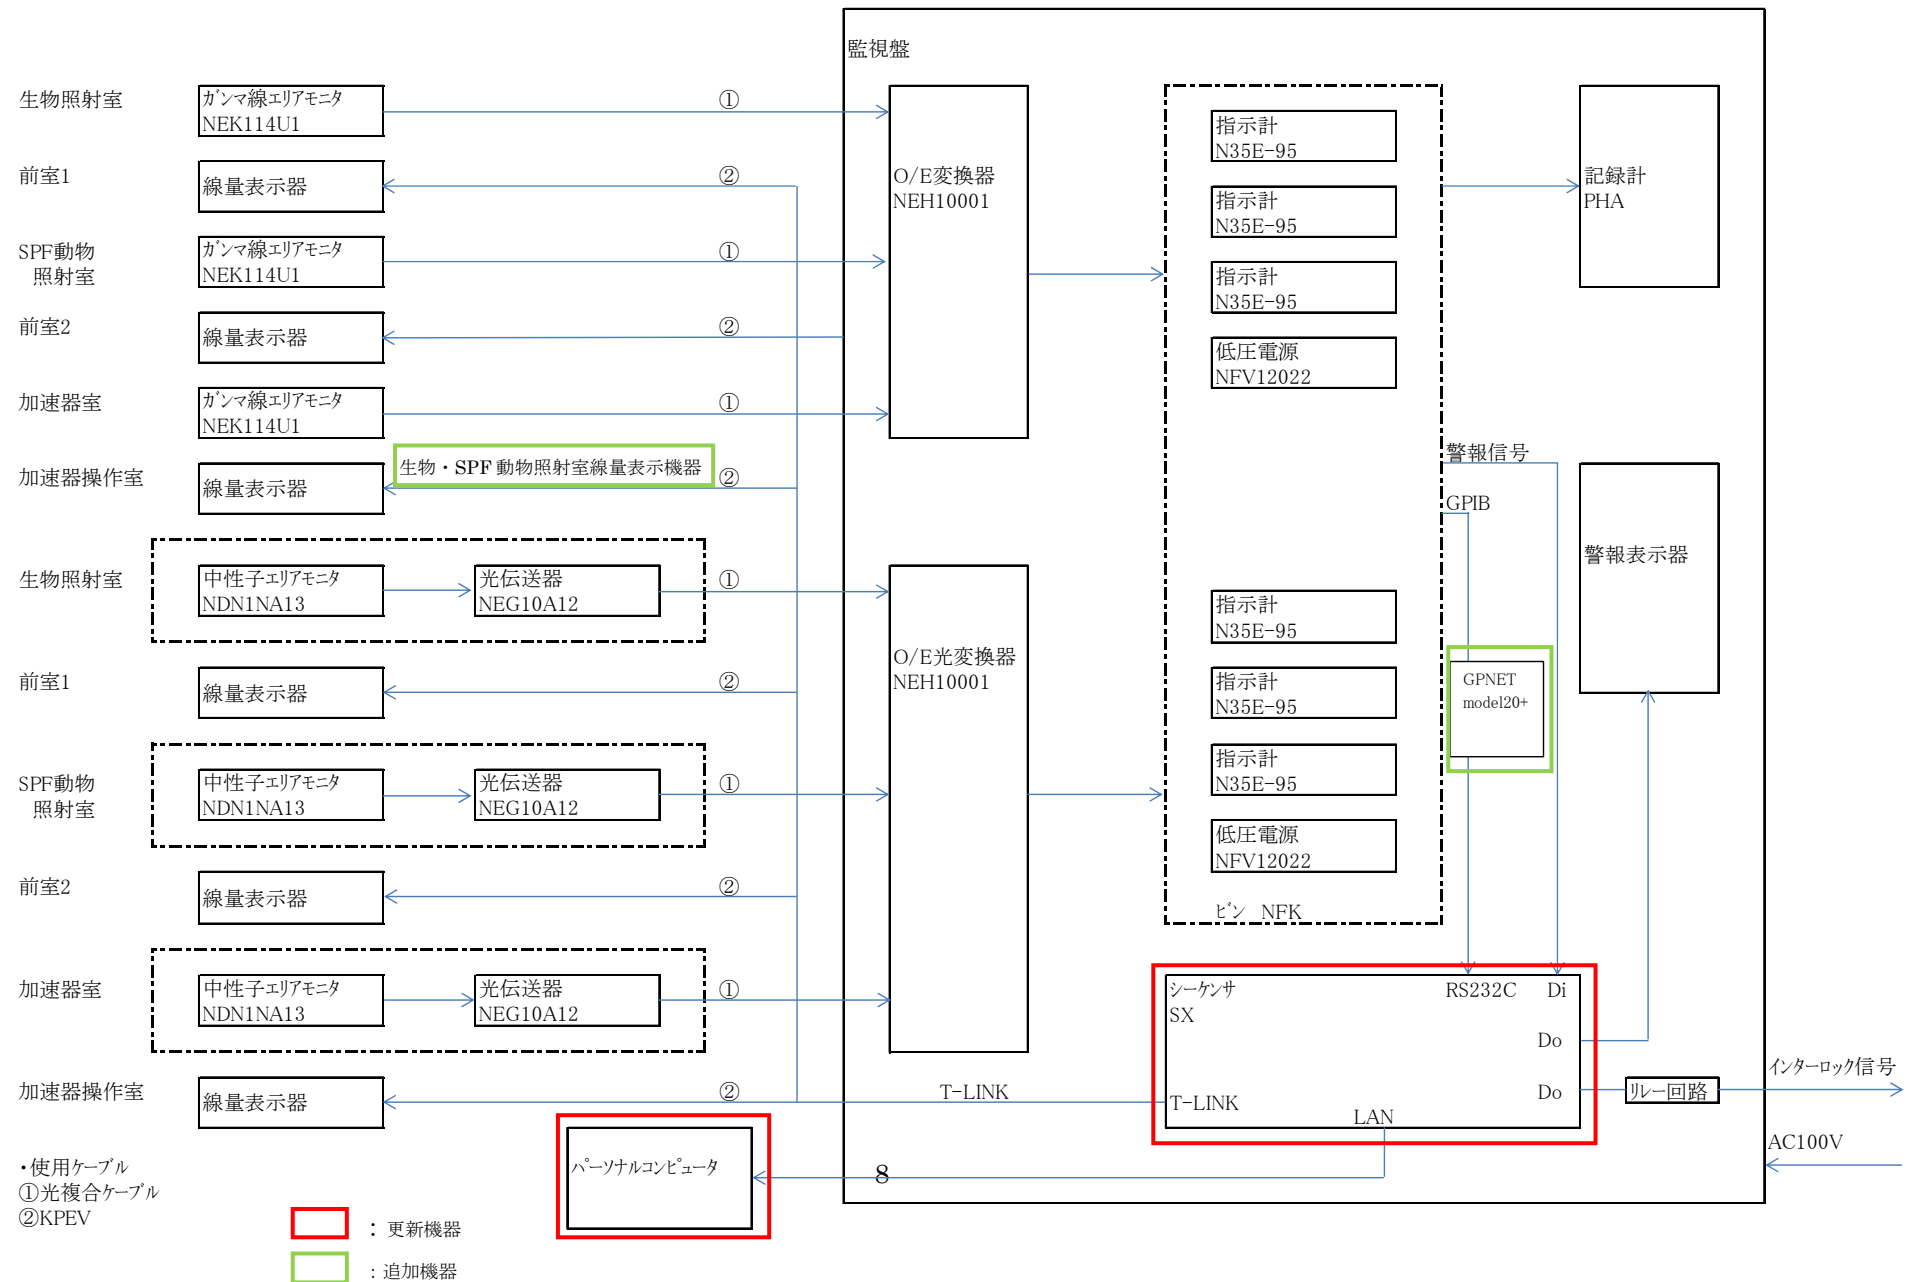 監視盤
生物照射室
ガンマ線エリアモニタ
NEK114U1
①
前室1
線量表示器
②
SPF動物
照射室
ガンマ線エリアモニタ
NEK114U1
①
前室2
線量表示器
②
加速器室
ガンマ線エリアモニタ
NEK114U1
①
加速器操作室
線量表示器
生物・SPF動物照射室線量表示機器
②
生物照射室
中性子エリアモニタ
NDN1NA13
光伝送器
NEG10A12
①
前室1
線量表示器
②
SPF動物
照射室
中性子エリアモニタ
NDN1NA13
光伝送器
NEG10A12
①
前室2
線量表示器
②
加速器室
中性子エリアモニタ
NDN1NA13
光伝送器
NEG10A12
①
加速器操作室
線量表示器
②
T-LINK
O/E変換器
NEH10001
O/E光変換器
NEH10001
指示計
N35E-95
指示計
N35E-95
指示計
N35E-95
低圧電源
NFV12022
指示計
N35E-95
指示計
N35E-95
指示計
N35E-95
低圧電源
NFV12022
ビン NFK
記録計
PHA
警報信号
GPIB
警報表示器
GPNET
model20+
シーケンサ
SX
RS232C
Di
Do
Do
T-LINK
LAN
リレー回路
インターロック信号
AC100V
パーソナルコンピュータ
8
・使用ケーブル
①光複合ケーブル
②KPEV
：更新機器
：追加機器